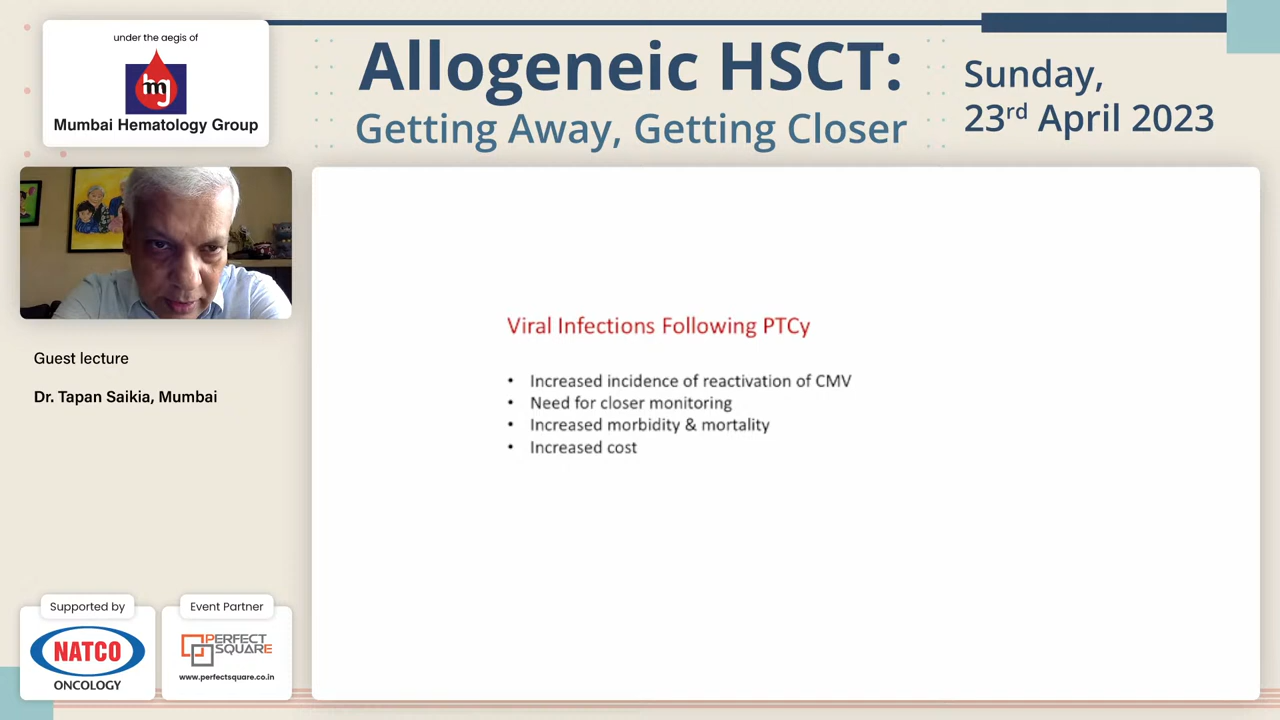 under the aegis of
hg
Mumbai Hematology Group
Allogeneic HSCT:
Getting Away, Getting Closer
Sunday,
23rd April 2023
Guest lecture
Dr. Tapan Saikia, Mumbai
Viral Infections Following PTCy
• Increased incidence of reactivation of CMV
• Need for closer monitoring
• Increased morbidity & mortality
• Increased cost
Supported by
NATCO
ONCOLOGY
Event Partner
PERFECT
SQUARE
www.perfectsquare.co.in